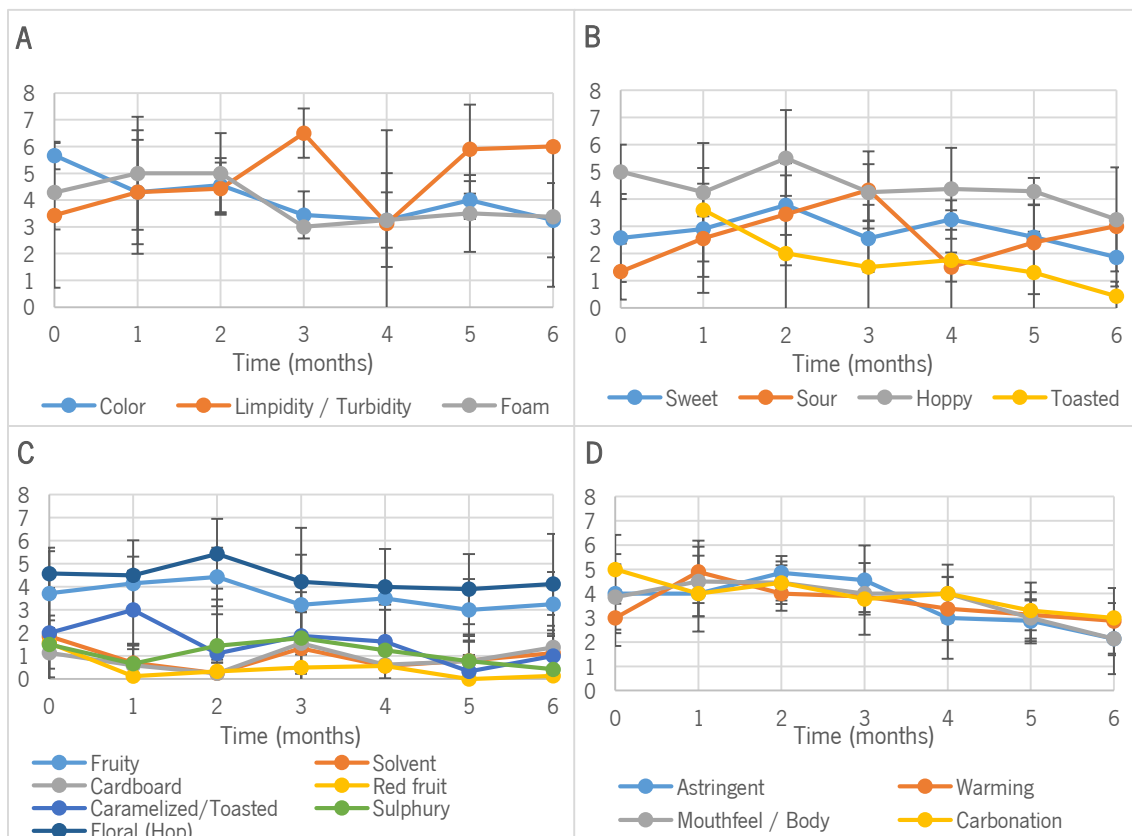 A
8
7
6
5
4
3
2
1
0
0 1 2 3 4 5 6
Time (months)
Color Limpidity / Turbidity Foam
B
8
7
6
5
4
3
2
1
0
0 1 2 3 4 5 6
Time (months)
Sweet Sour Hoppy Toasted
C
8
7
6
5
4
3
2
1
0
0 1 2 3 4 5 6
Time (months)
Fruity Solvent
Cardboard Red fruit
Caramelized/Toasted Sulphury
Floral (Hop)
D
8
7
6
5
4
3
2
1
0
0 1 2 3 4 5 6
Time (months)
Astringent Warming
Mouthfeel / Body Carbonation